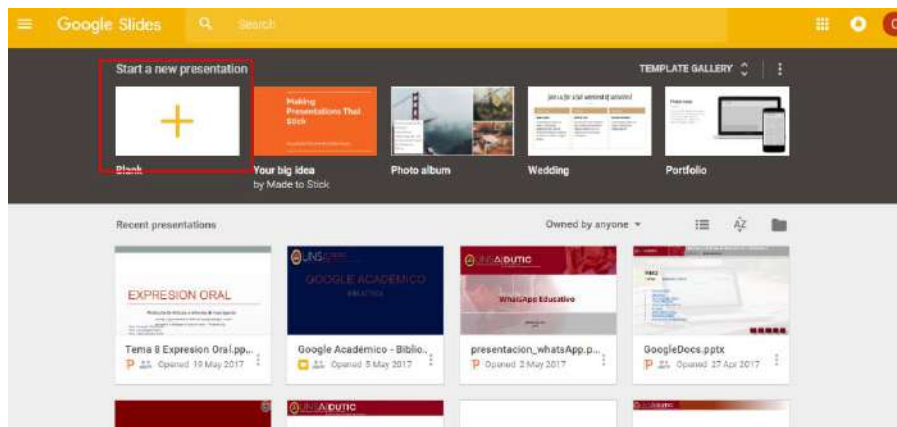 Google Slides
Search
Start a new presentation
TEMPLATE GALLERY
Making
Presentations That
Stick
Blank
Your big idea
by Made to Stick
Photo album
Wedding
Portfolio
Recent presentations
Owned by anyone
EXPRESION ORAL
GOOGLE ACADEMICO
BIBLIOTECA
WhatsApp Educativo
Tema 8 Expresion Oral.pp...
Opened 19 May 2017
Google Académico - Biblio..
Opened 5 May 2017
presentacion_whatsApp.p...
Opened 2 May 2017
GoogleDocs.pptx
Opened 27 Apr 2017